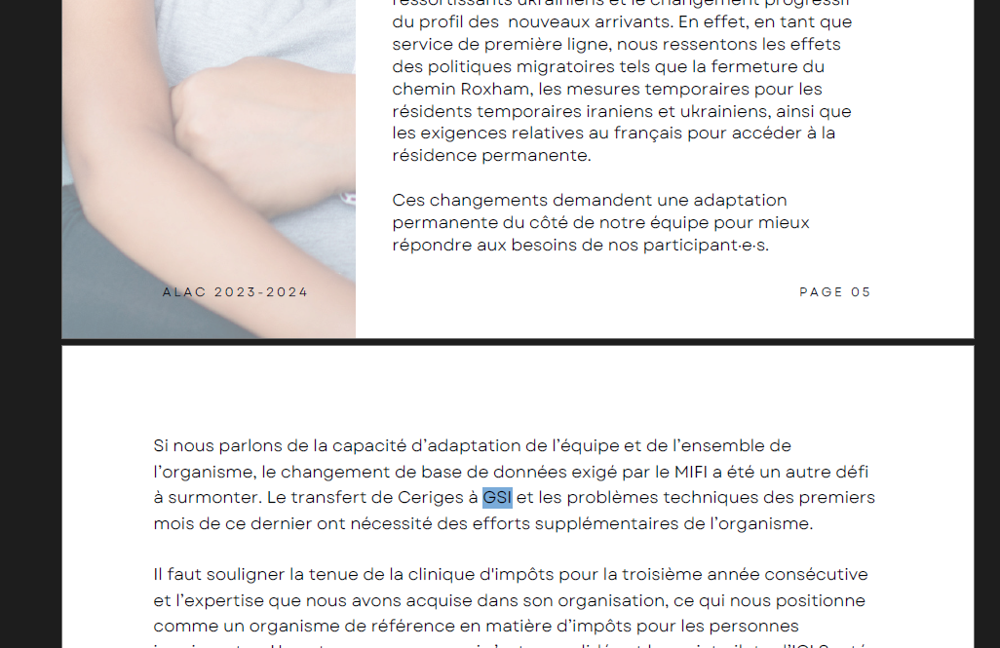 ressortissants ukrainiens et le changement progressif
du profil des  nouveaux arrivants. En effet, en tant que
service de première ligne, nous ressentons les effets
des politiques migratoires tels que la fermeture du
chemin Roxham, les mesures temporaires pour les
résidents temporaires iraniens et ukrainiens, ainsi que
les exigences relatives au français pour accéder à la
résidence permanente.
Ces changements demandent une adaptation
permanente du côté de notre équipe pour mieux
répondre aux besoins de nos participant·e·s.
ALAC 2023-2024
PAGE 05
Si nous parlons de la capacité d’adaptation de l’équipe et de l’ensemble de
l’organisme, le changement de base de données exigé par le MIFI a été un autre défi
à surmonter. Le transfert de Ceriges à GSI et les problèmes techniques des premiers
mois de ce dernier ont nécessité des efforts supplémentaires de l’organisme.
Il faut souligner la tenue de la clinique d'impôts pour la troisième année consécutive
et l’expertise que nous avons acquise dans son organisation, ce qui nous positionne
comme un organisme de référence en matière d’impôts pour les personnes